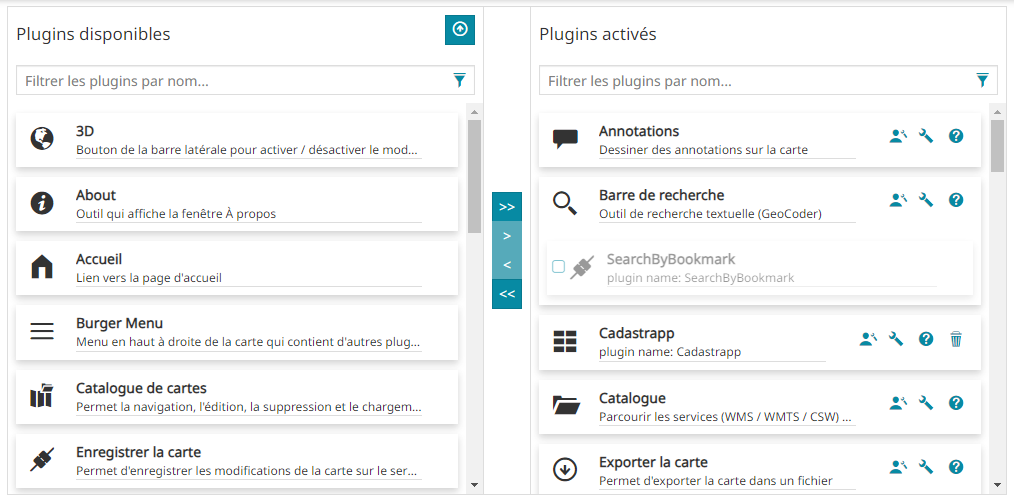 Plugins disponibles
Filtrer les plugins par nom...
3D
Bouton de la barre latérale pour activer / désactiver le mod...
About
Outil qui affiche la fenêtre À propos
Accueil
Lien vers la page d'accueil
Burger Menu
Menu en haut à droite de la carte qui contient d'autres plug...
Catalogue de cartes
Permet la navigation, l'édition, la suppression et le chargem...
Enregistrer la carte
Permet d'enregistrer les modifications de la carte sur le ser...
>>
>
<
<<
Plugins activés
Filtrer les plugins par nom...
Annotations
Dessiner des annotations sur la carte
Barre de recherche
Outil de recherche textuelle (GeoCoder)
SearchByBookmark
plugin name: SearchByBookmark
Cadastrapp
plugin name: Cadastrapp
Catalogue
Parcourir les services (WMS / WMTS / CSW) ...
Exporter la carte
Permet d'exporter la carte dans un fichier